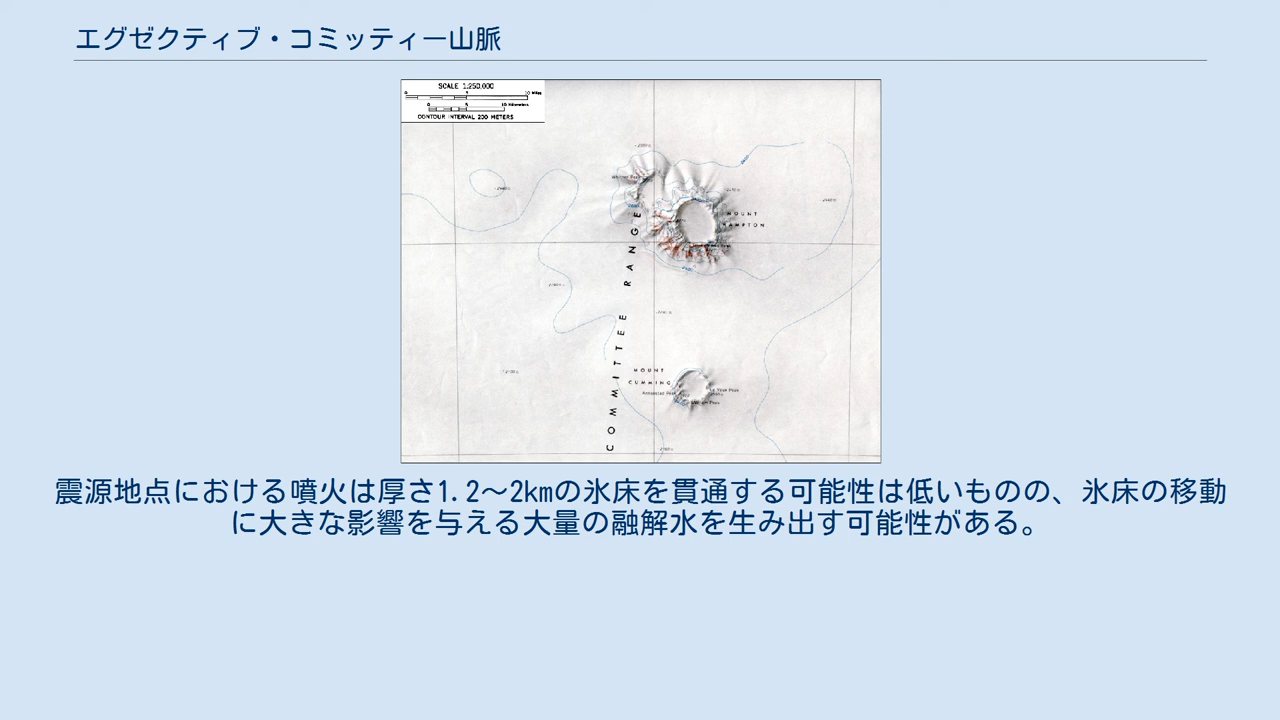 エグゼクティブ・コミッティー山脈
SCALE 1:250,000
CONTOUR INTERVAL 200 METERS
MOUNT
HAMPTON
COMMITTEE RANGE
MOUNT
CUMMING
震源地点における噴火は厚さ1.2～2kmの氷床を貫通する可能性は低いものの、氷床の移動
に大きな影響を与える大量の融解水を生み出す可能性がある。